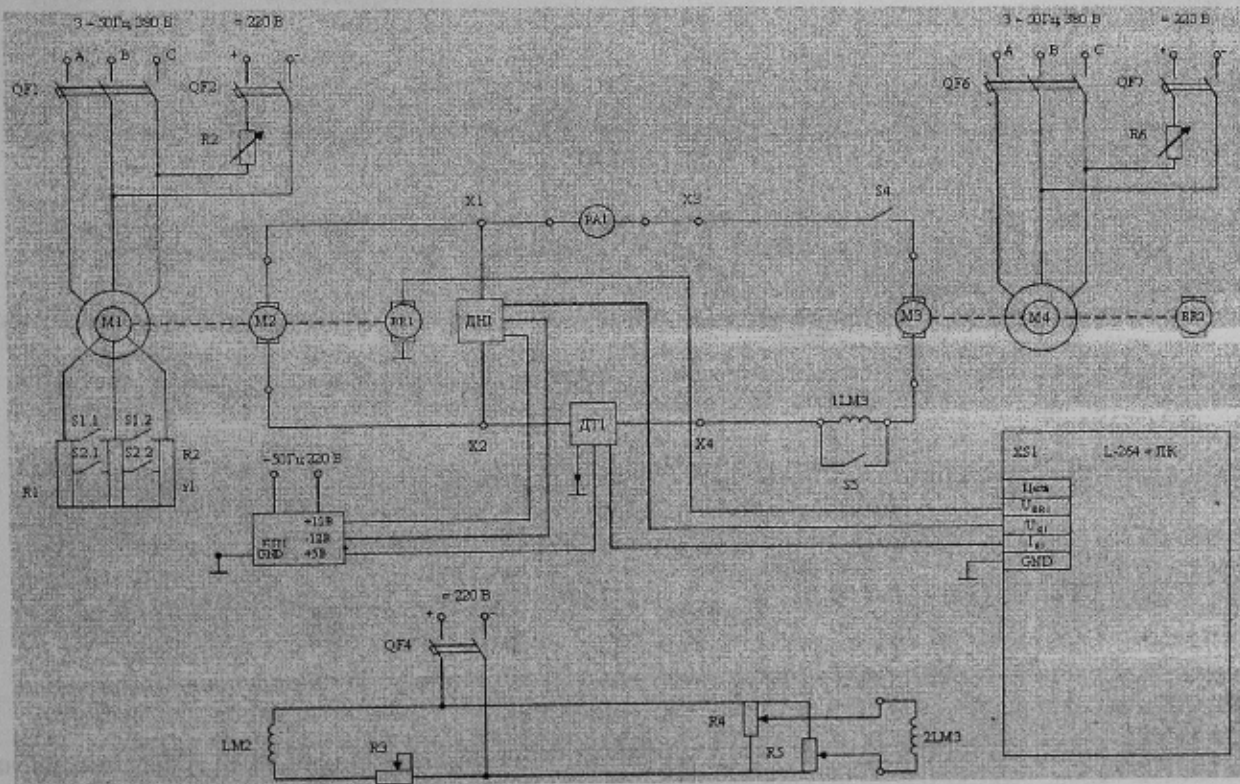 3 ~ 50Гц, 380 В
= 220 В
3 ~ 50Гц, 380 В
= 220 В
A
B
C
+
-
A
B
C
+
-
QF1
QF2
QF6
QF7
R2
R6
X1
PA1
X3
S4
M1
M2
BR1
ДН1
M3
M4
BR2
S1.1
S1.2
S2.1
S2.2
R2
R1
X2
ДТ1
X4
1LM3
S5
~50Гц, 220 В
XS1
L-264 + ПК
Цепь
+12В
-12В
+5В
GND
GND
= 220 В
+
-
QF4
LM2
R3
R4
R5
2LM3